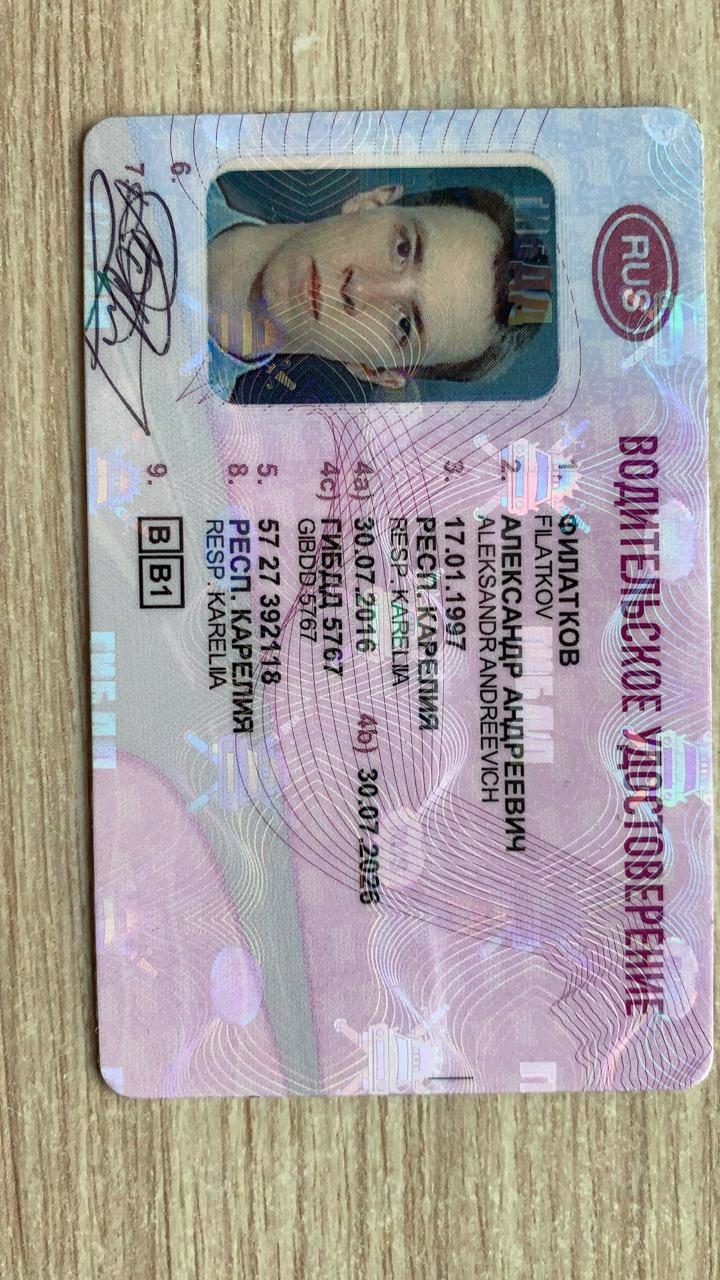 RUS
ВОДИТЕЛЬСКОЕ УДОСТОВЕРЕНИЕ
1. ФИЛАТКОВ
FILATKOV
2. АЛЕКСАНДР АНДРЕЕВИЧ
ALEKSANDR ANDREEVICH
3. 17.01.1997
РЕСП. КАРЕЛИЯ
RESP. KARELIA
4a) 30.07.2016 4b) 30.07.2026
4c) ГИБДД 5767
GIBDD 5767
5. 57 27 392118
8. РЕСП. КАРЕЛИЯ
RESP. KARELIA
6.
7.
9. B B1
ГИБДД